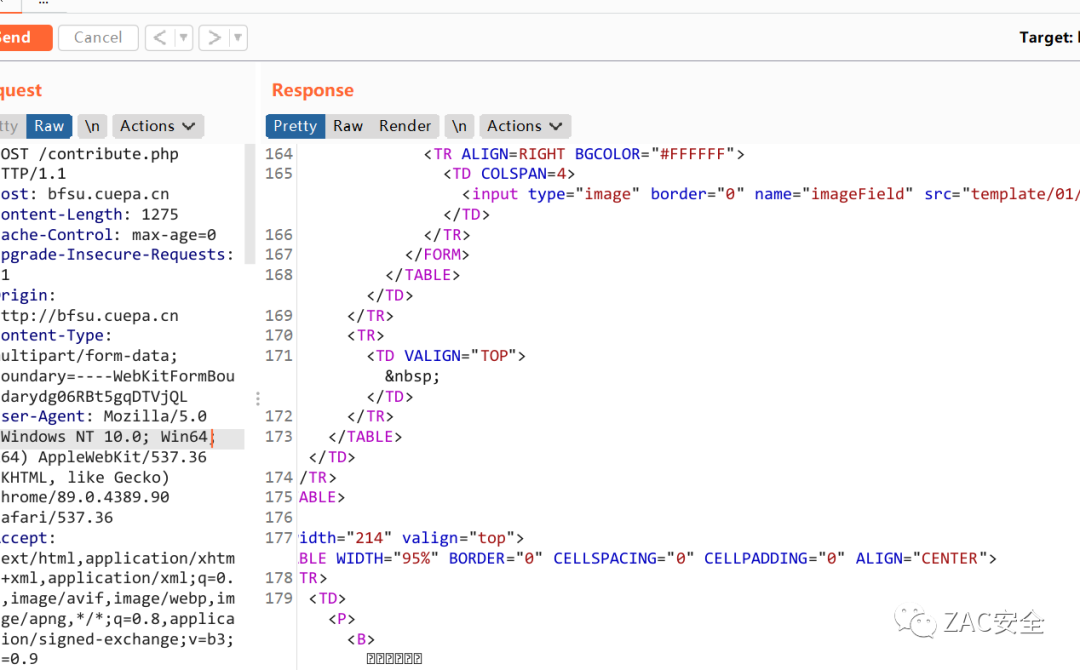 ...
end
Cancel
<
>
Target:
quest
Response
tty
Raw
\n
Actions
Pretty
Raw
Render
\n
Actions
OST /contribute.php
TTP/1.1
ost: bfsu.cuepa.cn
ontent-Length: 1275
ache-Control: max-age=0
pgrade-Insecure-Requests:
1
rigin:
ttp://bfsu.cuepa.cn
ontent-Type:
ultipart/form-data;
oundary=----WebKitFormBou
darydg06RBt5gqDTVjQL
ser-Agent: Mozilla/5.0
Windows NT 10.0; Win64;
64) AppleWebKit/537.36
KHTML, like Gecko)
hrome/89.0.4389.90
afari/537.36
ccept:
ext/html,application/xhtm
+xml,application/xml;q=0.
,image/avif,image/webp,im
ge/apng,*/*;q=0.8,applica
ion/signed-exchange;v=b3;
=0.9
164 <TR ALIGN=RIGHT BGCOLOR="#FFFFFF">
165 <TD COLSPAN=4>
<input type="image" border="0" name="imageField" src="template/01/
</TD>
166 </TR>
167 </FORM>
168 </TABLE>
</TD>
169 </TR>
170 <TR>
171 <TD VALIGN="TOP">
&nbsp;
</TD>
172 </TR>
173 </TABLE>
</TD>
174 /TR>
175 ABLE>
176
177 idth="214" valign="top">
BLE WIDTH="95%" BORDER="0" CELLSPACING="0" CELLPADDING="0" ALIGN="CENTER">
178 TR>
179 <TD>
<P>
<B>
ZAC安全